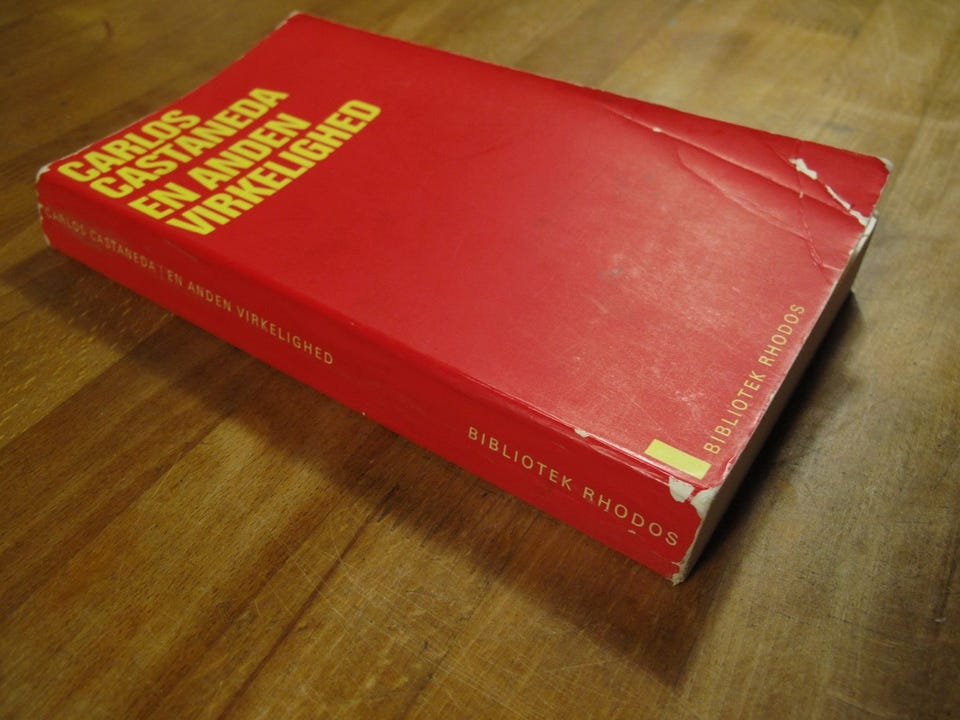 CARLOS
CASTANEDA
EN ANDEN
VIRKELIGHED
BIBLIOTEK RHODOS
CARLOS CASTANEDA | EN ANDEN VIRKELIGHED
BIBLIOTEK RHODOS